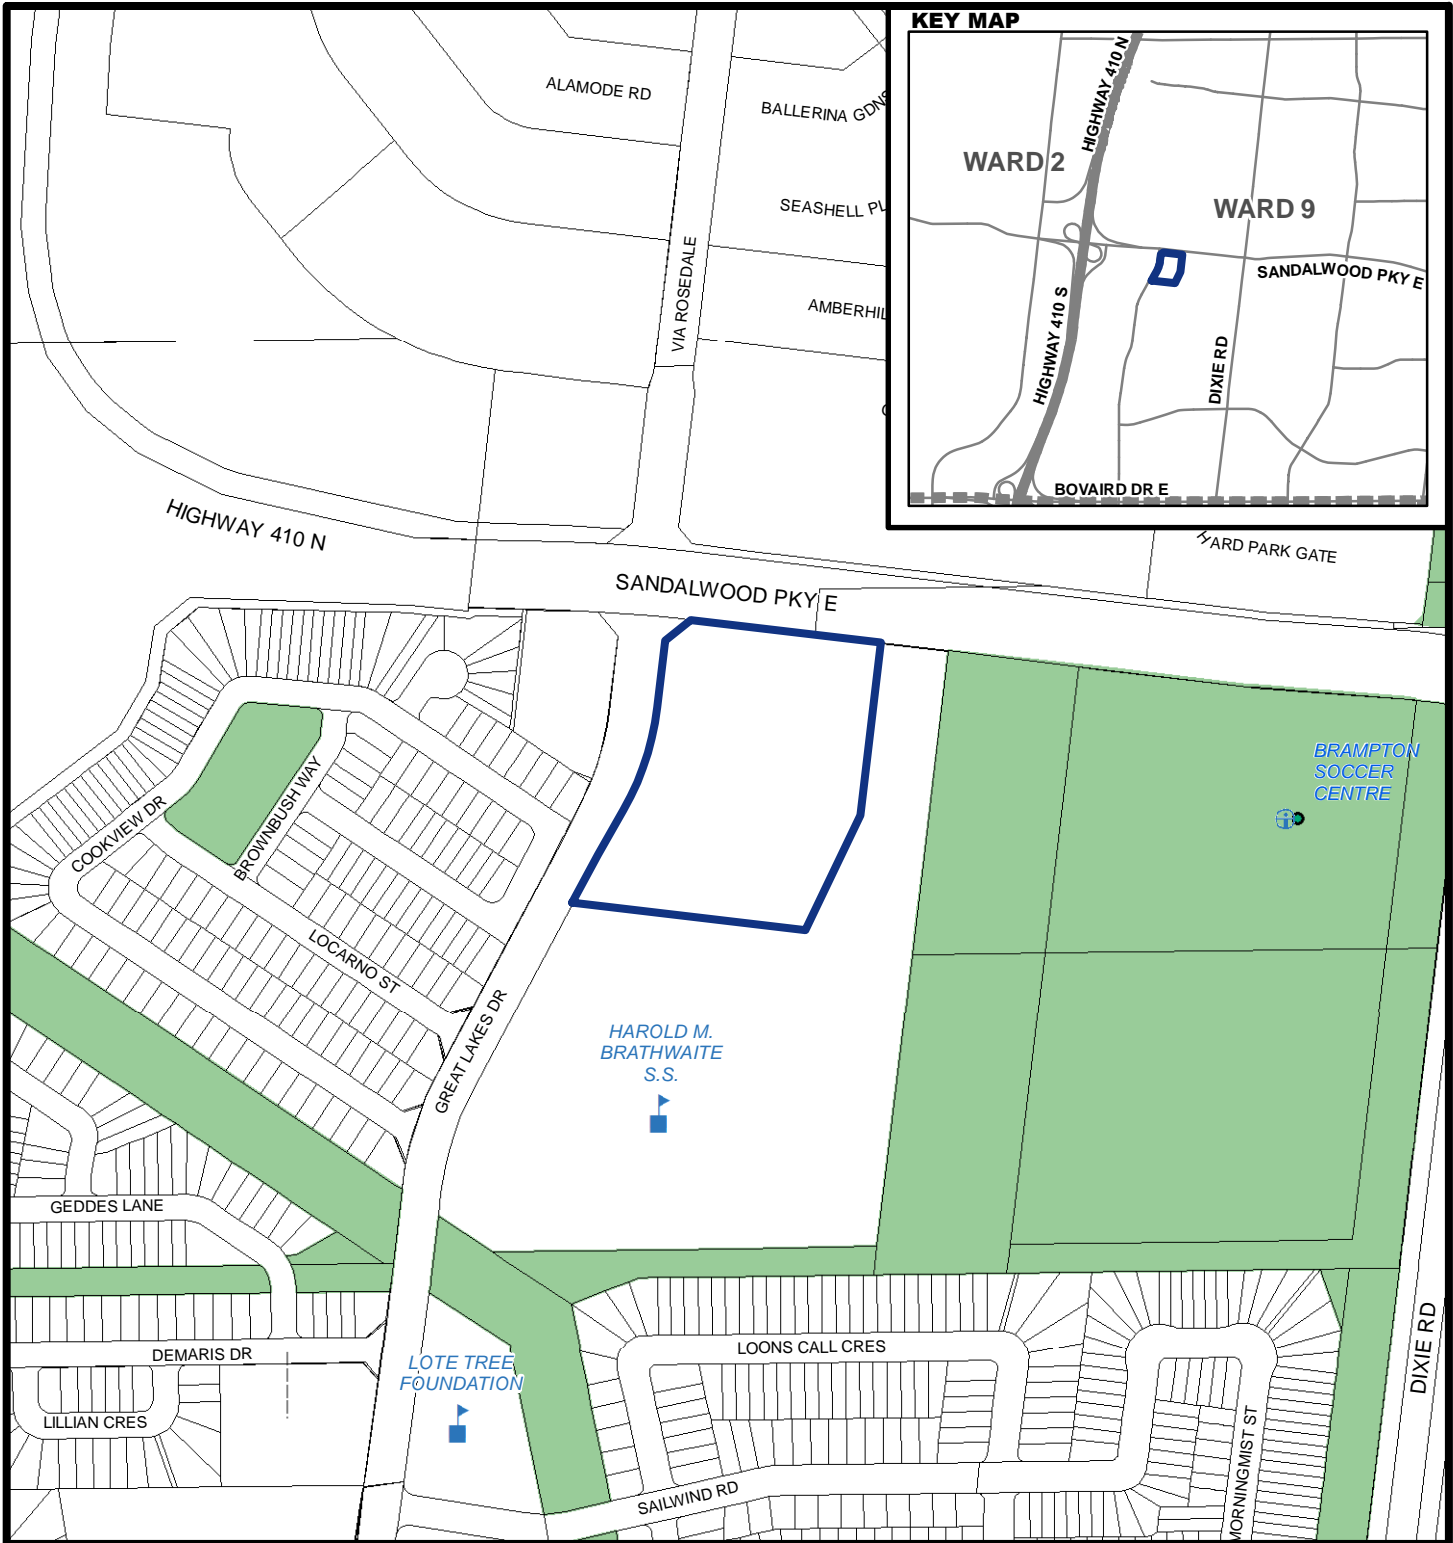 KEY MAP
HIGHWAY 410 N
WARD 2
WARD 9
SANDALWOOD PKY E
HIGHWAY 410 S
DIXIE RD
BOVAIRD DR E
ALAMODE RD
BALLERINA GDNS
SEASHELL PL
VIA ROSEDALE
AMBERHIL
HIGHWAY 410 N
HARD PARK GATE
SANDALWOOD PKY E
BRAMPTON
SOCCER
CENTRE
COOKVIEW DR
BROWNBUSH WAY
LOCARNO ST
GREAT LAKES DR
HAROLD M.
BRATHWAITE
S.S.
GEDDES LANE
DEMARIS DR
LILLIAN CRES
LOTE TREE
FOUNDATION
LOONS CALL CRES
SAILWIND RD
MORNINGMIST ST
DIXIE RD